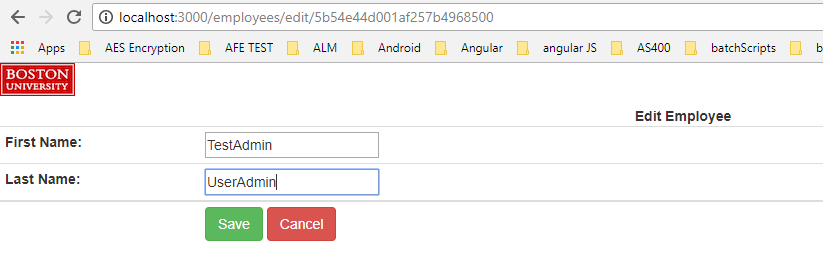 localhost:3000/employees/edit/5b54e44d001af257b4968500
Apps AES Encryption AFE TEST ALM Android Angular angular JS AS400 batchScripts b
BOSTON
UNIVERSITY
Edit Employee
First Name: TestAdmin
Last Name: UserAdmin
Save Cancel